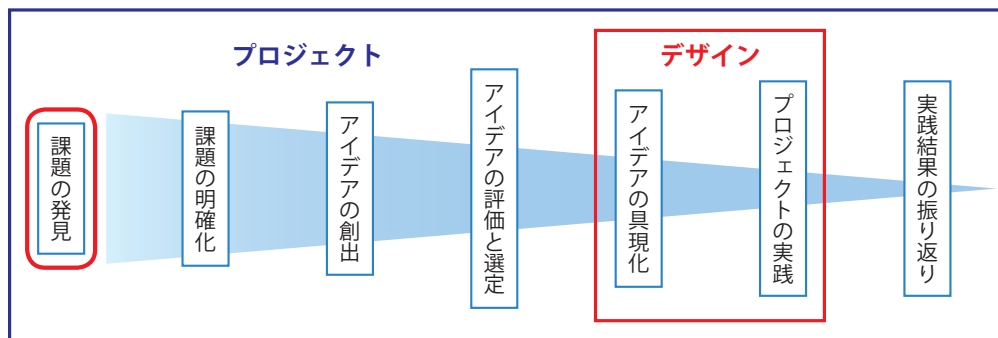 プロジェクト
デザイン
課題の発見
課題の明確化
アイデアの創出
アイデアの評価と選定
アイデアの具現化
プロジェクトの実践
実践結果の振り返り